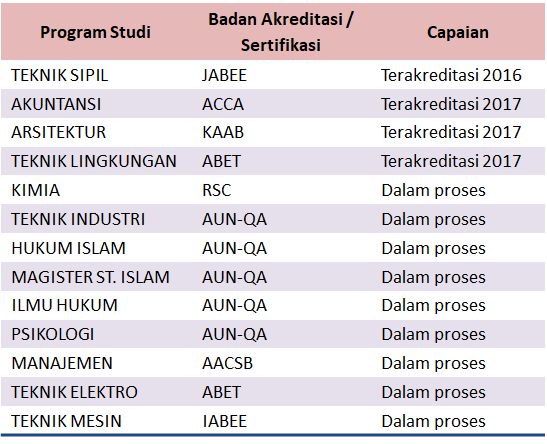 Program Studi Badan Akreditasi / Sertifikasi Capaian
TEKNIK SIPIL JABEE Terakreditasi 2016
AKUNTANSI ACCA Terakreditasi 2017
ARSITEKTUR KAAB Terakreditasi 2017
TEKNIK LINGKUNGAN ABET Terakreditasi 2017
KIMIA RSC Dalam proses
TEKNIK INDUSTRI AUN-QA Dalam proses
HUKUM ISLAM AUN-QA Dalam proses
MAGISTER ST. ISLAM AUN-QA Dalam proses
ILMU HUKUM AUN-QA Dalam proses
PSIKOLOGI AUN-QA Dalam proses
MANAJEMEN AACSB Dalam proses
TEKNIK ELEKTRO ABET Dalam proses
TEKNIK MESIN IABEE Dalam proses